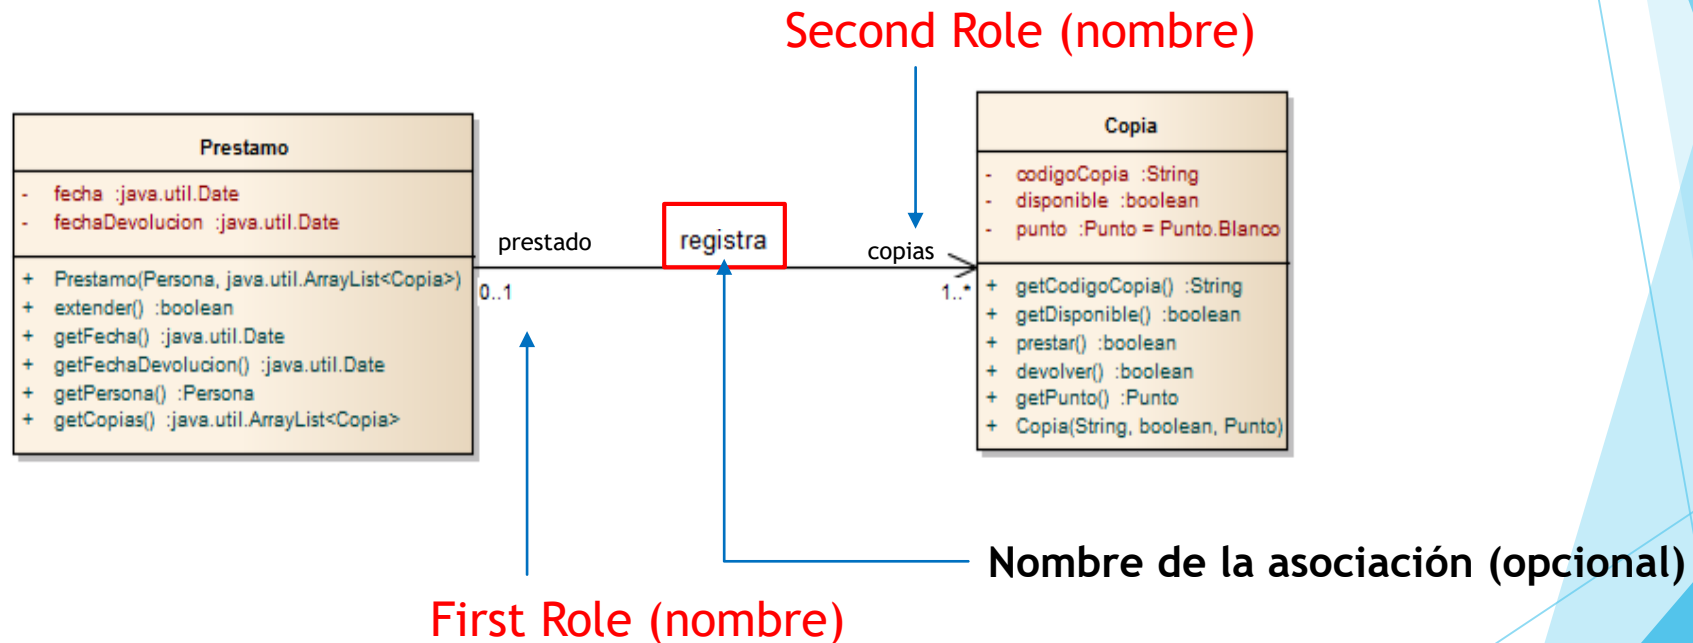 Second Role (nombre)
Prestamo
- fecha :java.util.Date
- fechaDevolucion :java.util.Date
+ Prestamo(Persona, java.util.ArrayList<Copia>)
+ extender() :boolean
+ getFecha() :java.util.Date
+ getFechaDevolucion() :java.util.Date
+ getPersona() :Persona
+ getCopias() :java.util.ArrayList<Copia>
prestado
0..1
registra
copias
1..*
Copia
- codigoCopia :String
- disponible :boolean
- punto :Punto = Punto.Blanco
+ getCodigoCopia() :String
+ getDisponible() :boolean
+ prestar() :boolean
+ devolver() :boolean
+ getPunto() :Punto
+ Copia(String, boolean, Punto)
Nombre de la asociación (opcional)
First Role (nombre)